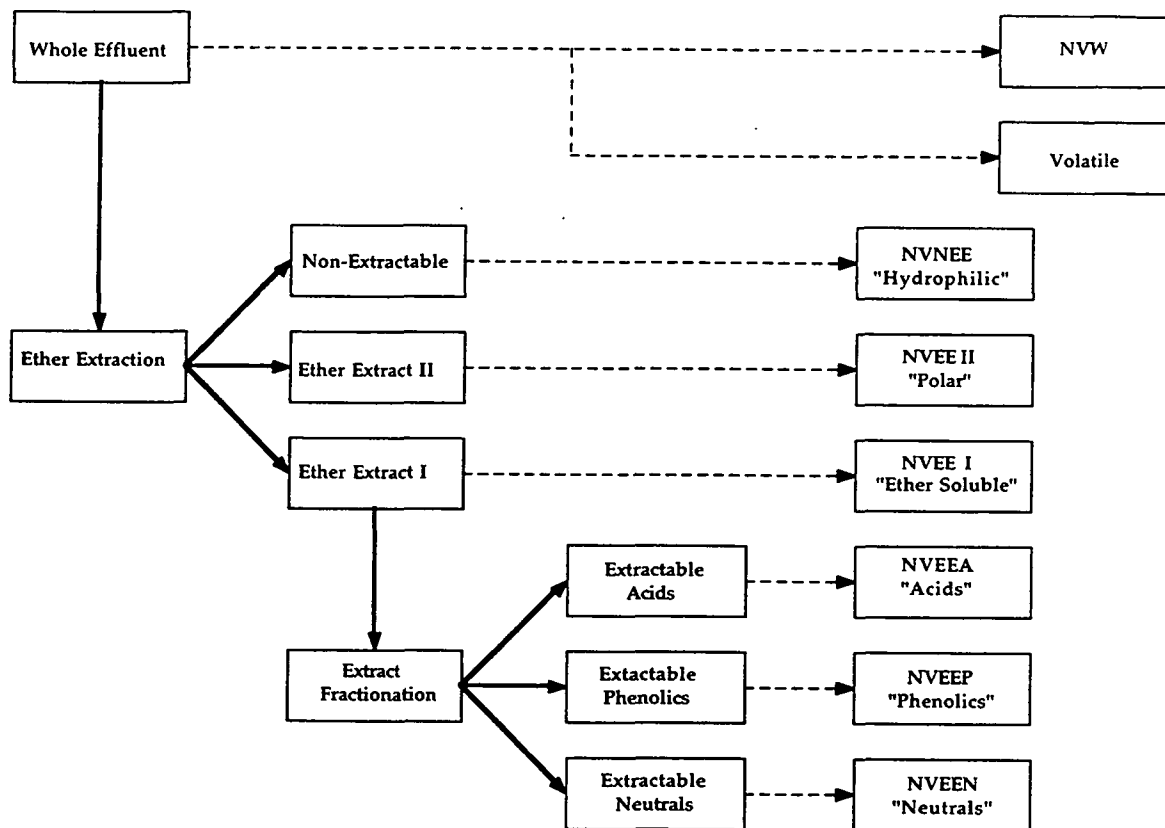 Whole Effluent
NVW
Volatile
Non-Extractable
NVNEE
"Hydrophilic"
Ether Extraction
Ether Extract II
NVEE II
"Polar"
Ether Extract I
NVEE I
"Ether Soluble"
Extractable
Acids
NVEEA
"Acids"
Extract
Fractionation
Extactable
Phenolics
NVEEP
"Phenolics"
Extractable
Neutrals
NVEEN
"Neutrals"